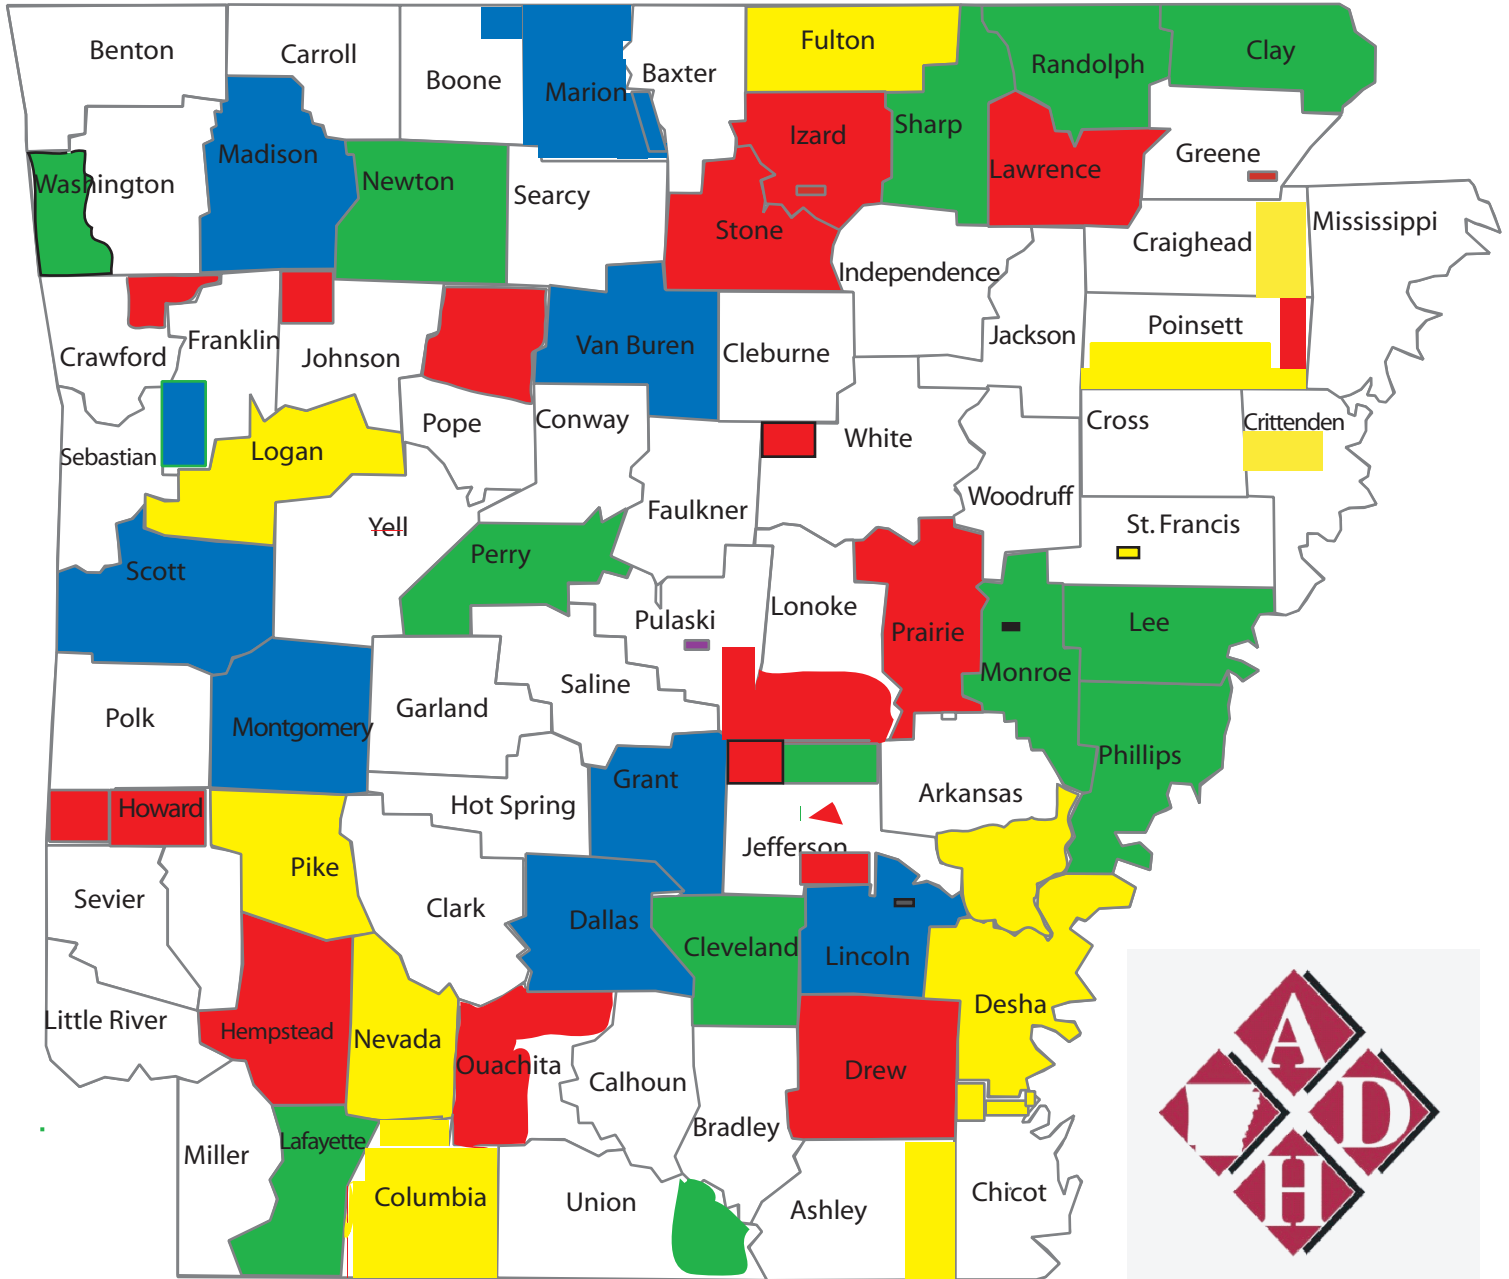 Benton
Carroll
Boone
Marion
Baxter
Fulton
Randolph
Clay
Izard
Sharp
Lawrence
Greene
Washington
Madison
Newton
Searcy
Stone
Independence
Craighead
Mississippi
Crawford
Franklin
Johnson
Van Buren
Cleburne
Jackson
Poinsett
Sebastian
Logan
Pope
Conway
White
Cross
Crittenden
Yell
Faulkner
Woodruff
St. Francis
Scott
Perry
Pulaski
Lonoke
Prairie
Monroe
Lee
Polk
Montgomery
Garland
Saline
Grant
Phillips
Howard
Pike
Hot Spring
Jefferson
Arkansas
Sevier
Clark
Dallas
Cleveland
Lincoln
Desha
Little River
Hempstead
Nevada
Ouachita
Calhoun
Drew
Bradley
Miller
Lafayette
Columbia
Union
Ashley
Chicot
A
D
H